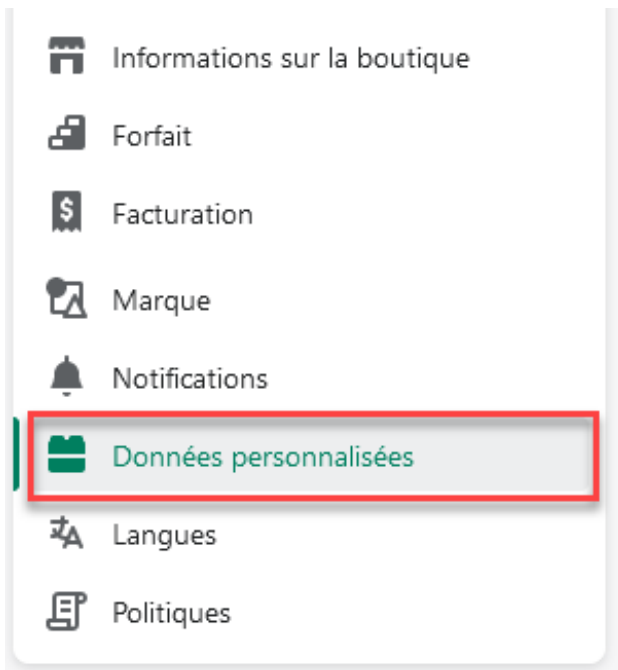 Informations sur la boutique
Forfait
Facturation
Marque
Notifications
Données personnalisées
Langues
Politiques